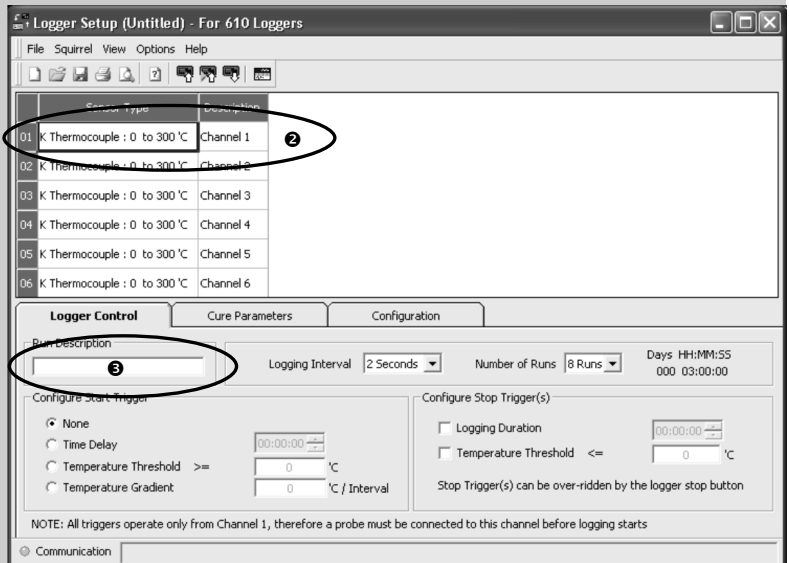 Logger Setup (Untitled) - For 610 Loggers
File Squirrel View Options Help
Sensor Type Description
01 K Thermocouple : 0 to 300 'C Channel 1 ❷
02 K Thermocouple : 0 to 300 'C Channel 2
03 K Thermocouple : 0 to 300 'C Channel 3
04 K Thermocouple : 0 to 300 'C Channel 4
05 K Thermocouple : 0 to 300 'C Channel 5
06 K Thermocouple : 0 to 300 'C Channel 6
Logger Control Cure Parameters Configuration
Run Description
❸
Logging Interval 2 Seconds Number of Runs 8 Runs Days HH:MM:SS
000 03:00:00
Configure Start Trigger
None
Time Delay 00:00:00
Temperature Threshold >= 0 'C
Temperature Gradient 0 'C / Interval
Configure Stop Trigger(s)
Logging Duration 00:00:00
Temperature Threshold <= 0 'C
Stop Trigger(s) can be over-ridden by the logger stop button
NOTE: All triggers operate only from Channel 1, therefore a probe must be connected to this channel before logging starts
Communication